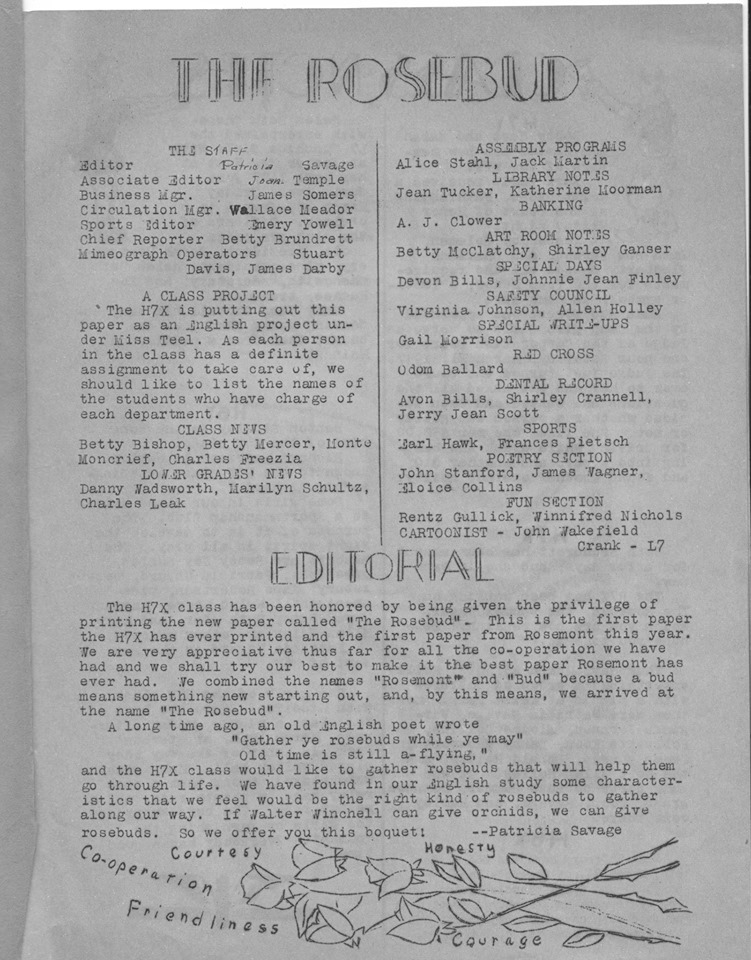 THE ROSEBUD
THE STAFF
Editor Patricia Savage
Associate Editor Joan Temple
Business Mgr. James Somers
Circulation Mgr. Wallace Meador
Sports Editor Emery Yowell
Chief Reporter Betty Brundrett
Mimeograph Operators Stuart
Davis, James Darby
A CLASS PROJECT
The H7X is putting out this
paper as an English project un-
der Miss Teel. As each person
in the class has a definite
assignment to take care of, we
should like to list the names of
the students who have charge of
each department.
CLASS NEWS
Betty Bishop, Betty Mercer, Monte
Moncrief, Charles Freezia
LOWER GRADES' NEWS
Danny Wadsworth, Marilyn Schultz,
Charles Leak
ASSEMBLY PROGRAMS
Alice Stahl, Jack Martin
LIBRARY NOTES
Jean Tucker, Katherine Moorman
BANKING
A. J. Clower
ART ROOM NOTES
Betty McClatchy, Shirley Ganser
SPECIAL DAYS
Devon Bills, Johnnie Jean Finley
SAFETY COUNCIL
Virginia Johnson, Allen Holley
SPECIAL WRITE-UPS
Gail Morrison
RED CROSS
Odom Ballard
DENTAL RECORD
Avon Bills, Shirley Crannell,
Jerry Jean Scott
SPORTS
Earl Hawk, Frances Pietsch
POETRY SECTION
John Stanford, James Wagner,
Eloice Collins
FUN SECTION
Rentz Gullick, Winnifred Nichols
CARTOONIST - John Wakefield
Crank - L7
EDITORIAL
The H7X class has been honored by being given the privilege of
printing the new paper called "The Rosebud". This is the first paper
the H7X has ever printed and the first paper from Rosemont this year.
We are very appreciative thus far for all the co-operation we have
had and we shall try our best to make it the best paper Rosemont has
ever had. We combined the names "Rosemont" and "Bud" because a bud
means something new starting out, and, by this means, we arrived at
the name "The Rosebud".
A long time ago, an old English poet wrote
"Gather ye rosebuds while ye may"
Old time is still a-flying,"
and the H7X class would like to gather rosebuds that will help them
go through life. We have found in our English study some character-
istics that we feel would be the right kind of rosebuds to gather
along our way. If Walter Winchell can give orchids, we can give
rosebuds. So we offer you this boquet! --Patricia Savage
Co-operation
Courtesy
Honesty
Friendliness
Courage